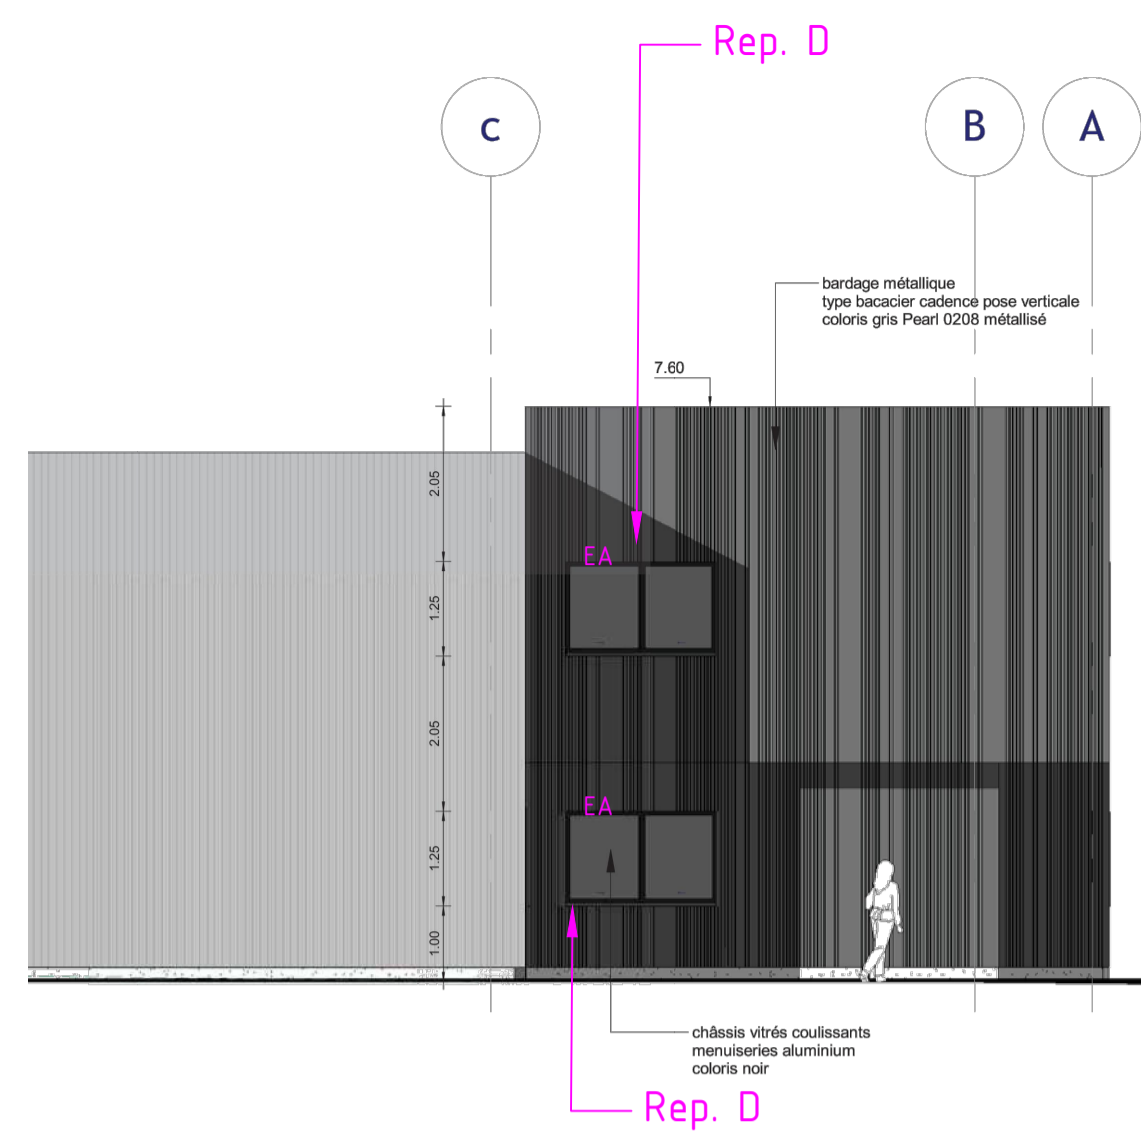 Rep. D
c
B
A
bardage métallique
type bacacier cadence pose verticale
coloris gris Pearl 0208 métallisé
7.60
2.05
EA
1.25
2.05
EA
1.25
1.00
châssis vitrés coulissants
menuiseries aluminium
coloris noir
Rep. D